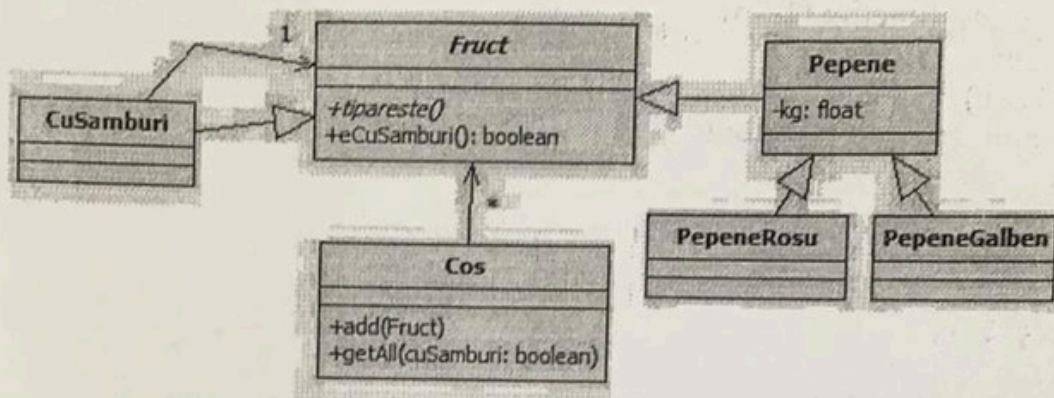 1
Fruct
+tipareste()
+eCuSamburi(): boolean
CuSamburi
Pepene
-kg: float
*
Cos
+add(Fruct)
+getAll(cuSamburi: boolean)
PepeneRosu
PepeneGalben